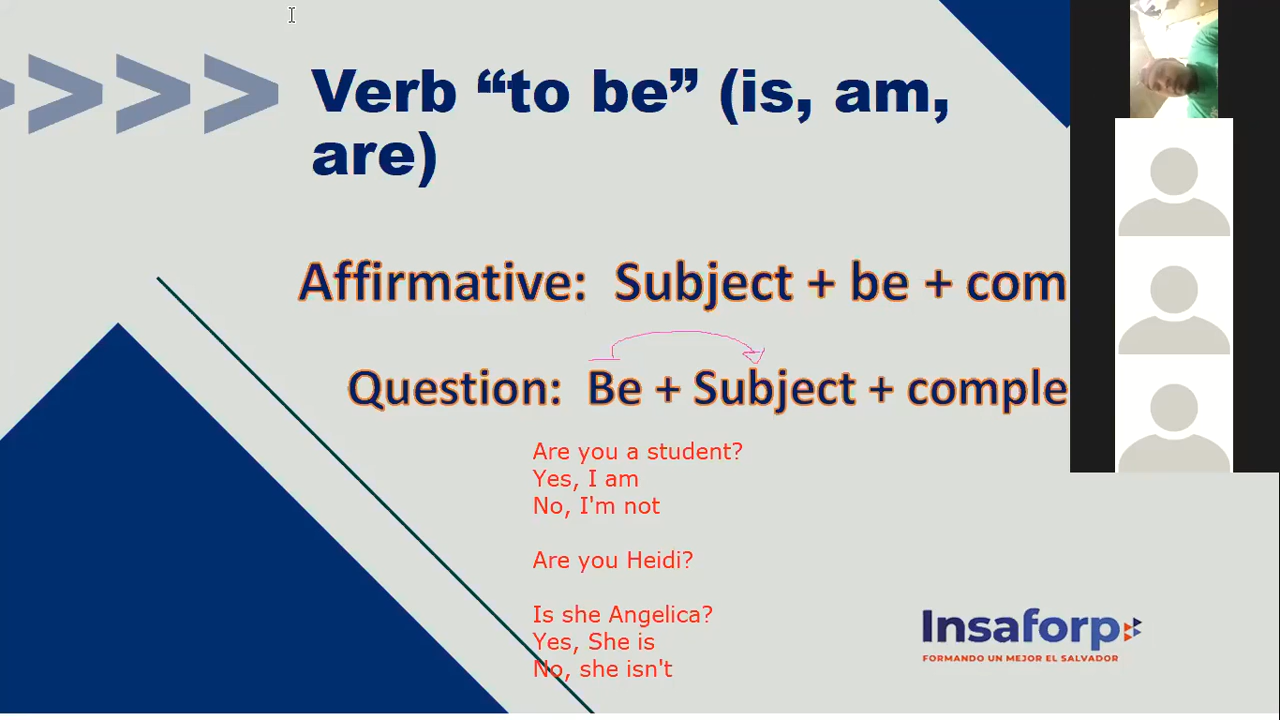 Verb “to be” (is, am,
are)
Affirmative: Subject + be + com
Question: Be + Subject + comple
Are you a student?
Yes, I am
No, I'm not
Are you Heidi?
Is she Angelica?
Yes, She is
No, she isn't
Insaforp
FORMANDO UN MEJOR EL SALVADOR